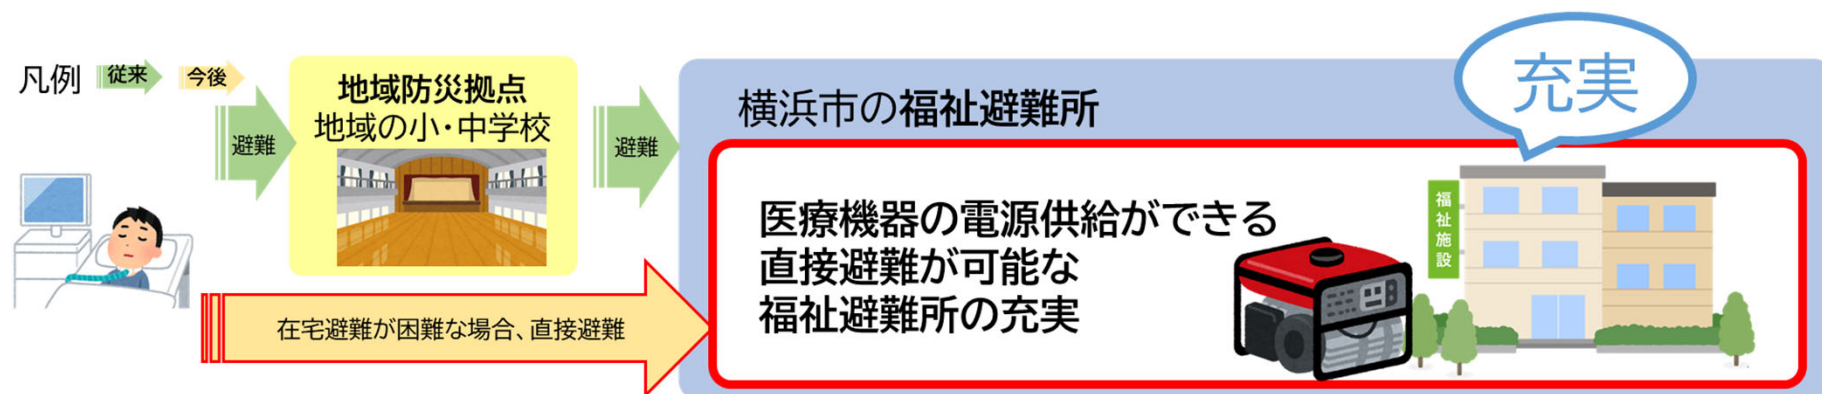 凡例
従来
今後
避難
地域防災拠点
地域の小・中学校
避難
横浜市の福祉避難所
充実
医療機器の電源供給ができる
直接避難が可能な
福祉避難所の充実
福祉施設
在宅避難が困難な場合、直接避難